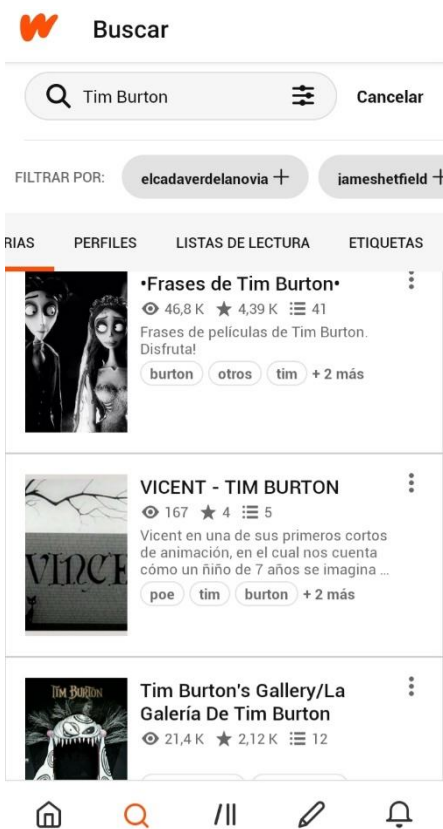 Buscar
Tim Burton
Cancelar
FILTRAR POR:
elcadaverdelanovia +
jameshetfield +
RIAS PERFILES LISTAS DE LECTURA ETIQUETAS
•Frases de Tim Burton•
46,8 K 4,39 K 41
Frases de películas de Tim Burton.
Disfruta!
burton otros tim + 2 más
VINCE
VICENT - TIM BURTON
167 4 5
Vicent en una de sus primeros cortos
de animación, en el cual nos cuenta
cómo un ñiño de 7 años se imagina ...
poe tim burton + 2 más
TIM BURTON
Tim Burton's Gallery/La
Galería De Tim Burton
21,4 K 2,12 K 12